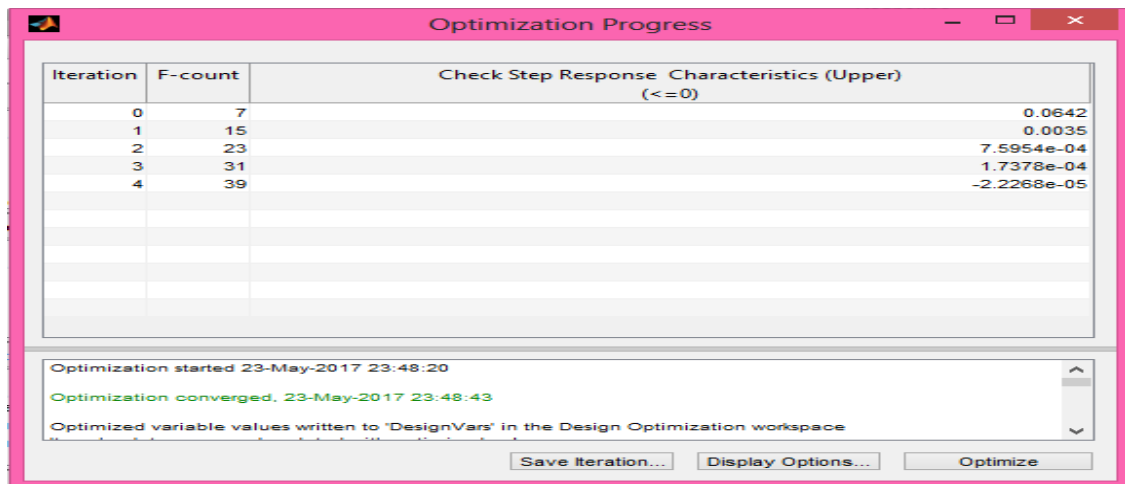 Optimization Progress
Iteration F-count Check Step Response Characteristics (Upper)
(<=0)
0 7 0.0642
1 15 0.0035
2 23 7.5954e-04
3 31 1.7378e-04
4 39 -2.2268e-05
Optimization started 23-May-2017 23:48:20
Optimization converged, 23-May-2017 23:48:43
Optimized variable values written to 'DesignVars' in the Design Optimization workspace
Save Iteration... Display Options... Optimize